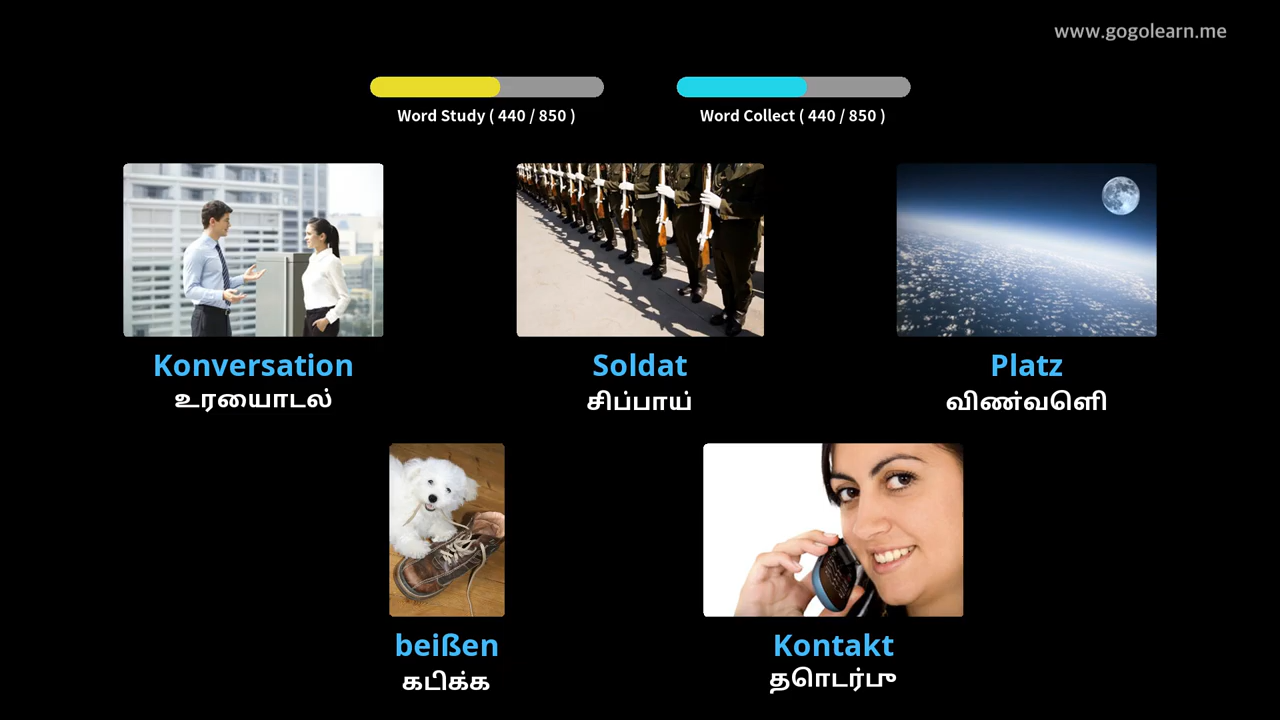 www.gogolearn.me
Word Study ( 440 / 850 )
Word Collect ( 440 / 850 )
Konversation
உரையாடல்
Soldat
சிப்பாய்
Platz
விண்வெளி
beißen
கடிக்க
Kontakt
தொடர்பு